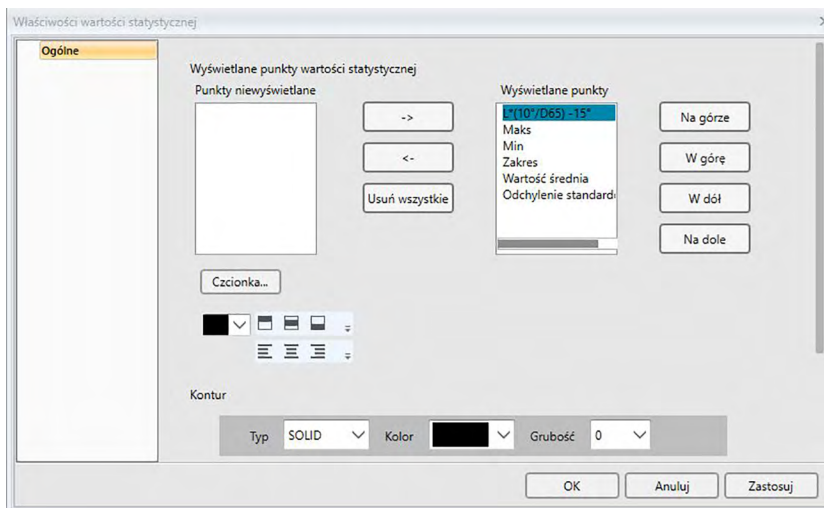 Właściwości wartości statystycznej
Ogólne
Wyświetlane punkty wartości statystycznej
Punkty niewyświetlane
Wyświetlane punkty
->
<-
Usuń wszystkie
L*(10°/D65) -15°
Maks
Min
Zakres
Wartość średnia
Odchylenie standard
Na górze
W górę
W dół
Na dole
Czcionka...
Kontur
Typ SOLID Kolor Grubość 0
OK Anuluj Zastosuj